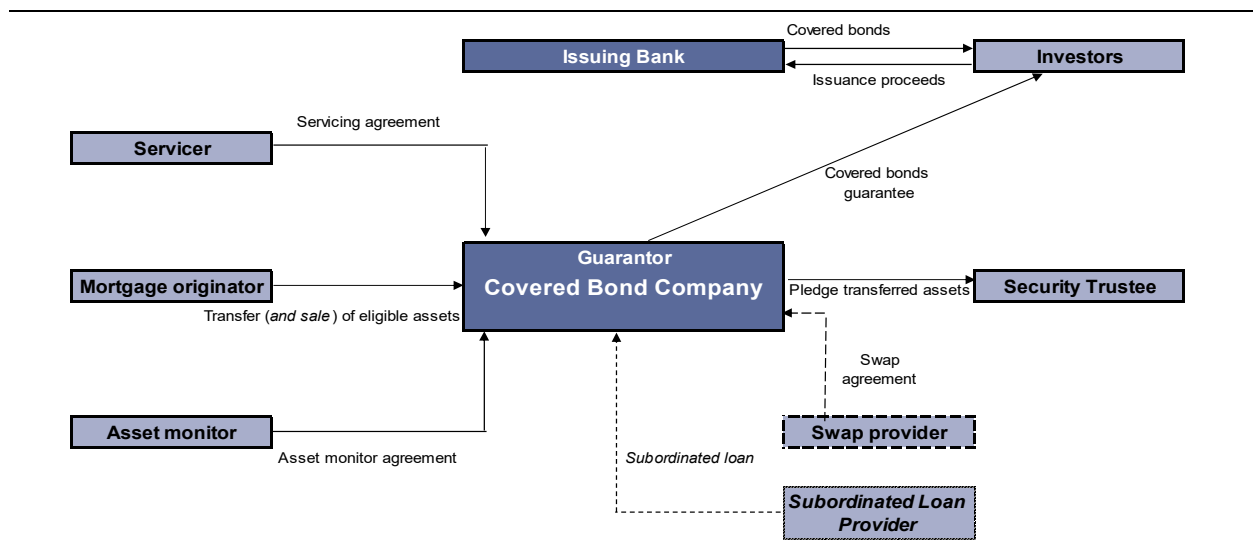 Covered bonds
Issuing Bank
Investors
Issuance proceeds
Servicing agreement
Servicer
Covered bonds
guarantee
Guarantor
Covered Bond Company
Mortgage originator
Transfer (and sale) of eligible assets
Pledge transferred assets
Security Trustee
Swap
agreement
Asset monitor
Asset monitor agreement
Subordinated loan
Swap provider
Subordinated Loan
Provider